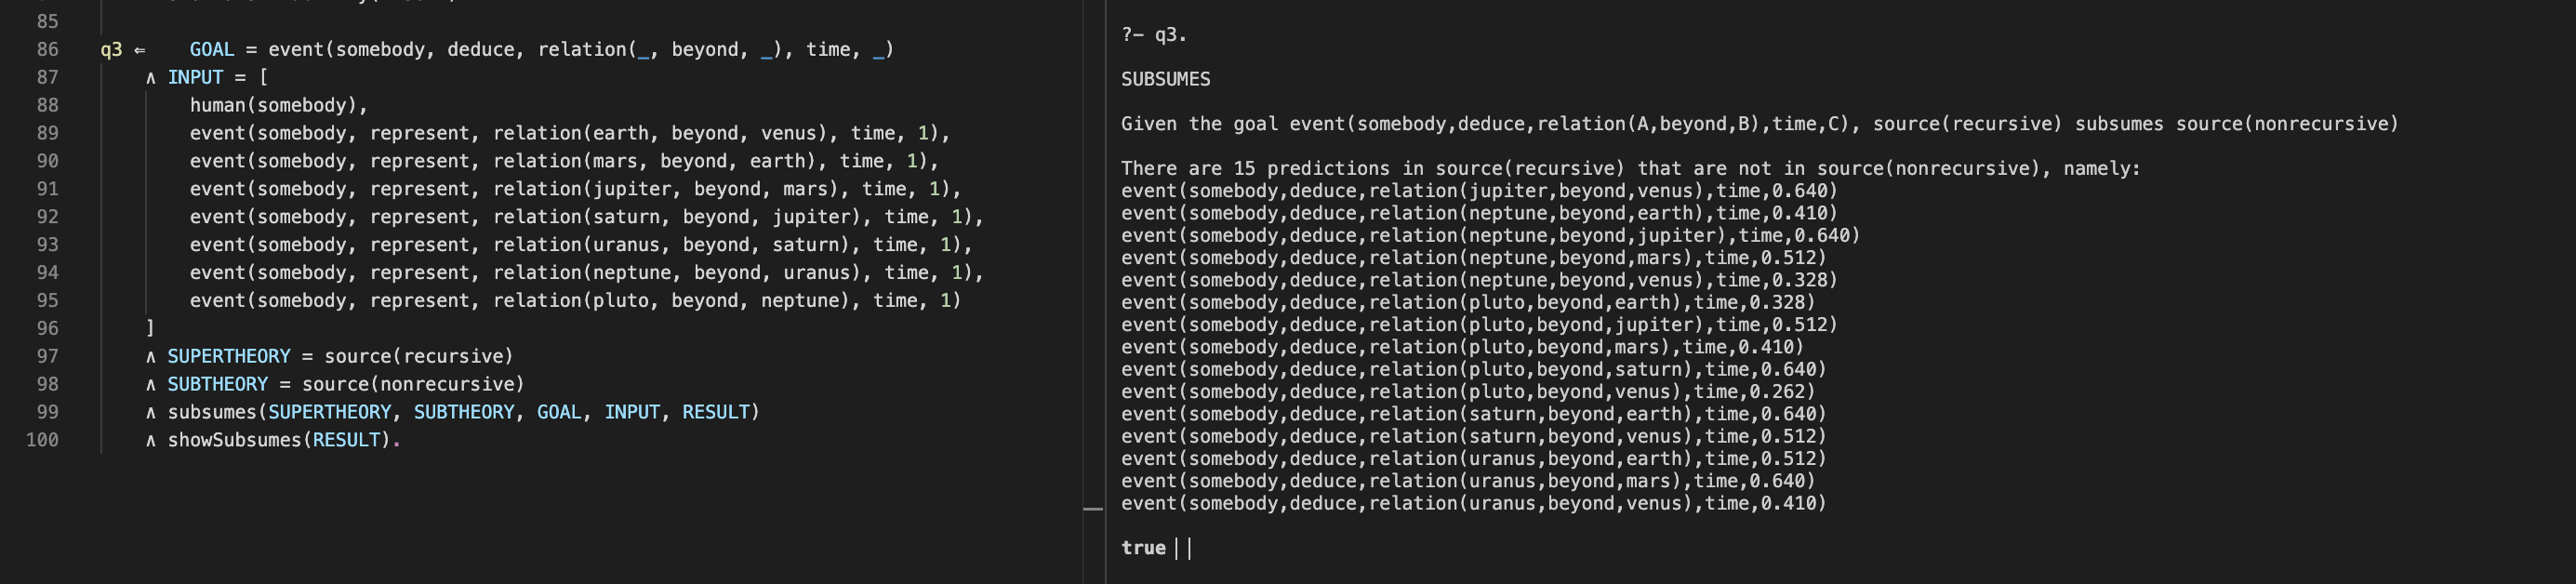 85
86 q3 ⇐ GOAL = event(somebody, deduce, relation(_, beyond, _), time, _)
87 ∧ INPUT = [
88 human(somebody),
89 event(somebody, represent, relation(earth, beyond, venus), time, 1),
90 event(somebody, represent, relation(mars, beyond, earth), time, 1),
91 event(somebody, represent, relation(jupiter, beyond, mars), time, 1),
92 event(somebody, represent, relation(saturn, beyond, jupiter), time, 1),
93 event(somebody, represent, relation(uranus, beyond, saturn), time, 1),
94 event(somebody, represent, relation(neptune, beyond, uranus), time, 1),
95 event(somebody, represent, relation(pluto, beyond, neptune), time, 1)
96 ]
97 ∧ SUPERTHEORY = source(recursive)
98 ∧ SUBTHEORY = source(nonrecursive)
99 ∧ subsumes(SUPERTHEORY, SUBTHEORY, GOAL, INPUT, RESULT)
100 ∧ showSubsumes(RESULT).
?- q3.
SUBSUMES
Given the goal event(somebody,deduce,relation(A,beyond,B),time,C), source(recursive) subsumes source(nonrecursive)
There are 15 predictions in source(recursive) that are not in source(nonrecursive), namely:
event(somebody,deduce,relation(jupiter,beyond,venus),time,0.640)
event(somebody,deduce,relation(neptune,beyond,earth),time,0.410)
event(somebody,deduce,relation(neptune,beyond,jupiter),time,0.640)
event(somebody,deduce,relation(neptune,beyond,mars),time,0.512)
event(somebody,deduce,relation(neptune,beyond,venus),time,0.328)
event(somebody,deduce,relation(pluto,beyond,earth),time,0.328)
event(somebody,deduce,relation(pluto,beyond,jupiter),time,0.512)
event(somebody,deduce,relation(pluto,beyond,mars),time,0.410)
event(somebody,deduce,relation(pluto,beyond,saturn),time,0.640)
event(somebody,deduce,relation(pluto,beyond,venus),time,0.262)
event(somebody,deduce,relation(saturn,beyond,earth),time,0.640)
event(somebody,deduce,relation(saturn,beyond,venus),time,0.512)
event(somebody,deduce,relation(uranus,beyond,earth),time,0.512)
event(somebody,deduce,relation(uranus,beyond,mars),time,0.640)
event(somebody,deduce,relation(uranus,beyond,venus),time,0.410)
true